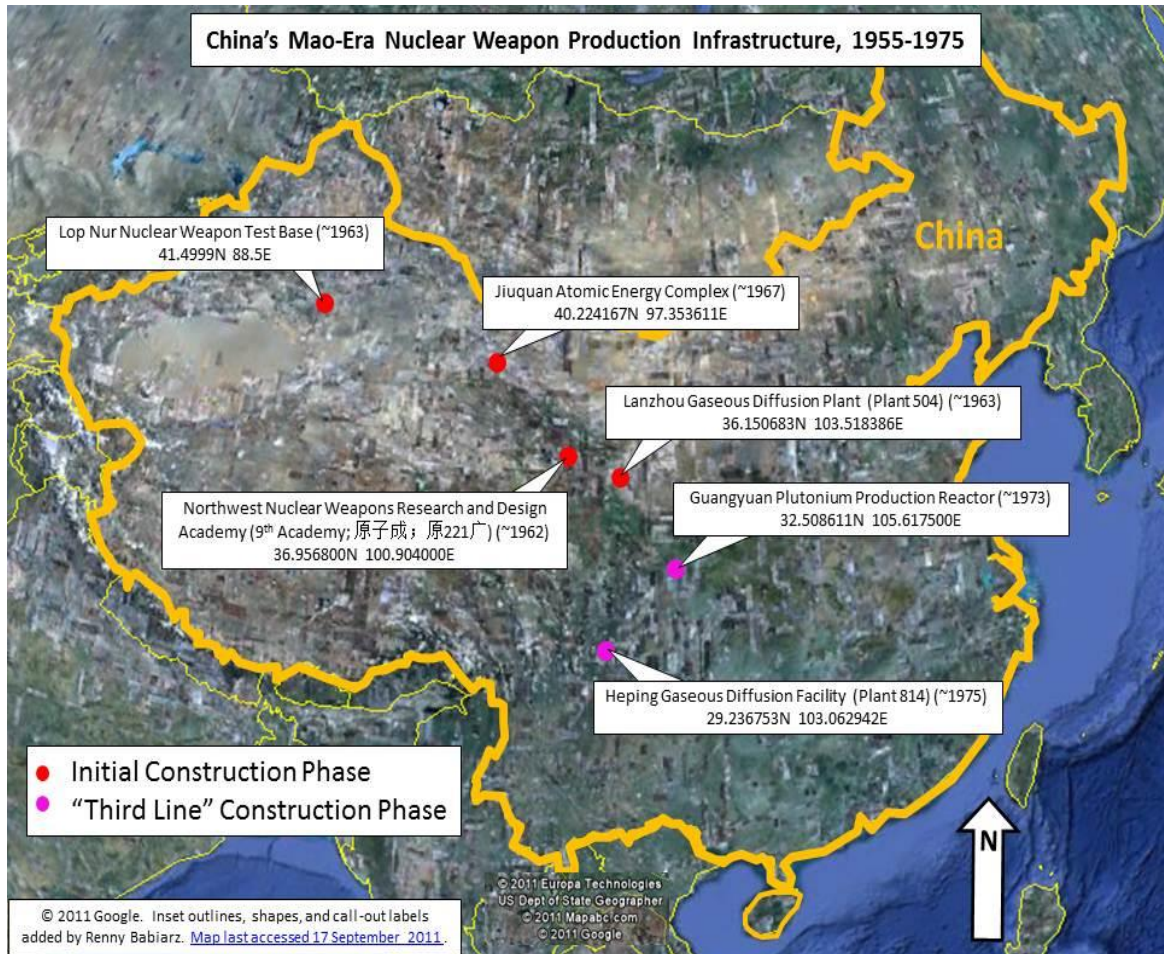 China's Mao-Era Nuclear Weapon Production Infrastructure, 1955-1975
China
Lop Nur Nuclear Weapon Test Base (~1963)
41.4999N 88.5E
Jiuquan Atomic Energy Complex (~1967)
40.224167N 97.353611E
Lanzhou Gaseous Diffusion Plant (Plant 504) (~1963)
36.150683N 103.518386E
Northwest Nuclear Weapons Research and Design
Academy (9th Academy; 原子成；原221广) (~1962)
36.956800N 100.904000E
Guangyuan Plutonium Production Reactor (~1973)
32.508611N 105.617500E
Heping Gaseous Diffusion Facility (Plant 814) (~1975)
29.236753N 103.062942E
Initial Construction Phase
"Third Line" Construction Phase
N
© 2011 Europa Technologies
US Dept of State Geographer
© 2011 Mapabc.com
© 2011 Google
© 2011 Google. Inset outlines, shapes, and call-out labels
added by Renny Babiarz. Map last accessed 17 September 2011.